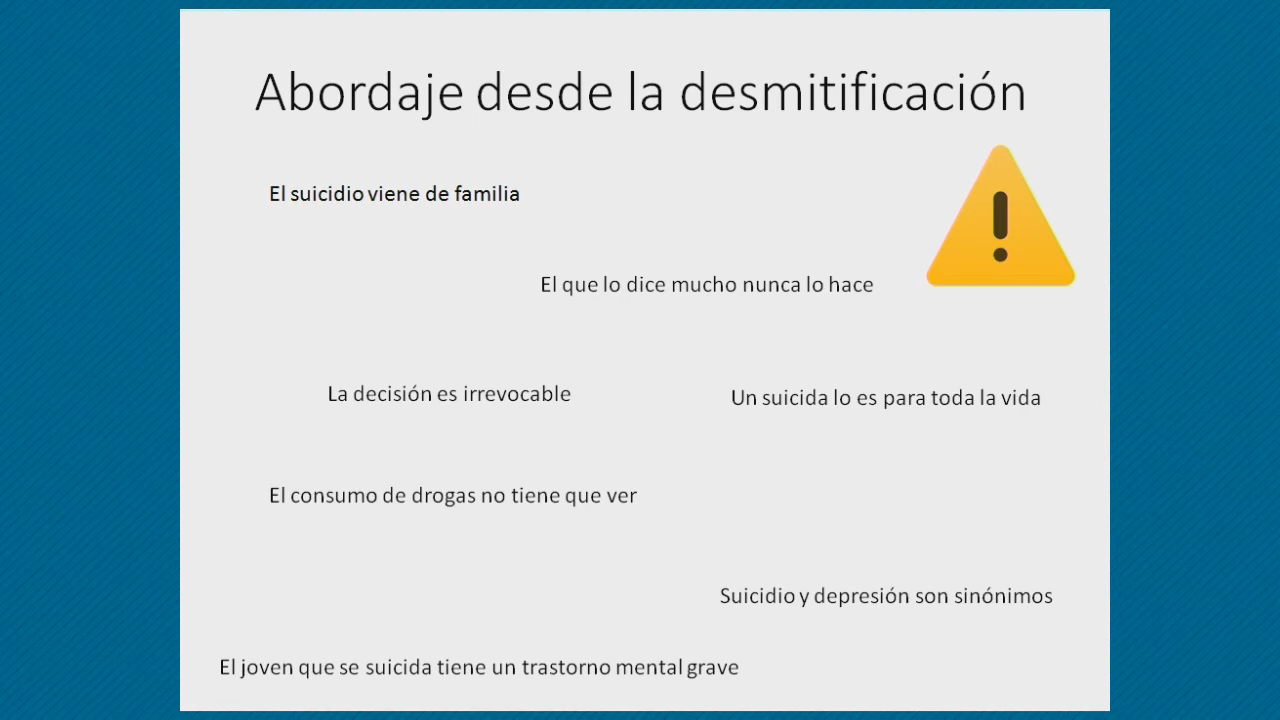 Abordaje desde la desmitificación
El suicidio viene de familia
El que lo dice mucho nunca lo hace
La decisión es irrevocable
Un suicida lo es para toda la vida
El consumo de drogas no tiene que ver
Suicidio y depresión son sinónimos
El joven que se suicida tiene un trastorno mental grave